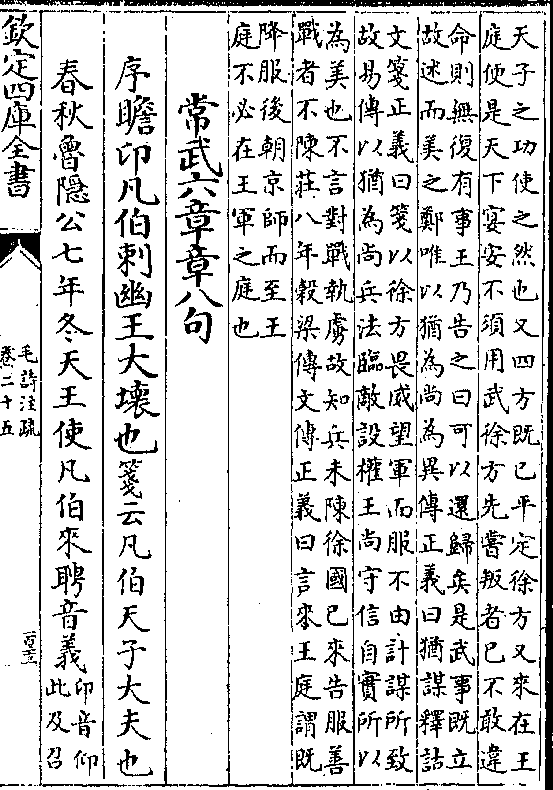 天子之功使之然也又四方既已平定徐方又來在王
庭便是天下宴安不須用武徐方先嘗叛者已不敢違
命則無復有事王乃告之曰可以還歸矣是武事既立
故述而美之鄭唯以猶為尚為異傳正義曰猶謀釋詁
文箋正義曰箋以徐方畏威望軍而服不由計謀所致
故易傳以猶為尚兵法臨敵設權王尚守信自實所以
為美也不言對戰執虜故知兵未陳徐國已來告服善
戰者不陳莊八年榖梁傳文傳正義曰言來王庭謂既
降服後朝京師而至王
庭不必在王軍之庭也
常武六章章八句
序瞻卬凡伯刺幽王大壞也箋云凡伯天子大夫也
春秋魯隱公七年冬天王使凡伯來聘音義卬音仰
此及召
欽定四庫全書
毛詩注疏
卷二十五